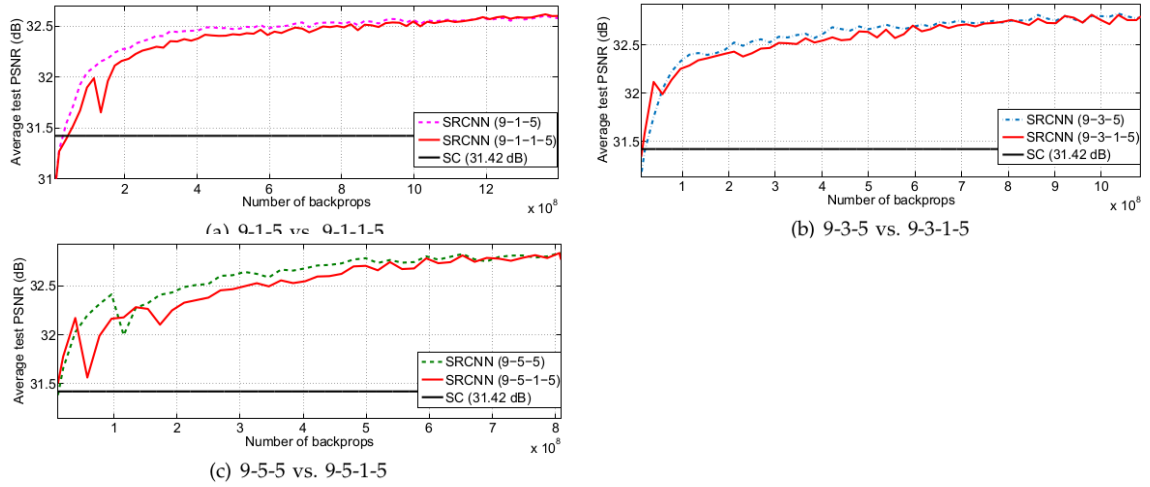 32.5
32
31.5
31
Average test PSNR (dB)
SRCNN (9−1−5)
SRCNN (9−1−1−5)
SC (31.42 dB)
2 4 6 8 10 12
Number of backprops
x 10^8
(a) 9-1-5 vs. 9-1-1-5
32.5
32
31.5
Average test PSNR (dB)
SRCNN (9−3−5)
SRCNN (9−3−1−5)
SC (31.42 dB)
1 2 3 4 5 6 7 8 9 10
Number of backprops
x 10^8
(b) 9-3-5 vs. 9-3-1-5
32.5
32
31.5
Average test PSNR (dB)
SRCNN (9−5−5)
SRCNN (9−5−1−5)
SC (31.42 dB)
1 2 3 4 5 6 7 8
Number of backprops
x 10^8
(c) 9-5-5 vs. 9-5-1-5